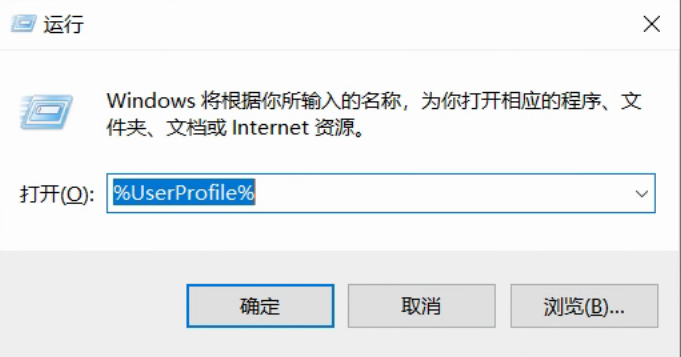 运行
Windows 将根据你所输入的名称，为你打开相应的程序、文
件夹、文档或 Internet 资源。
打开(O): %UserProfile%
确定 取消 浏览(B)...